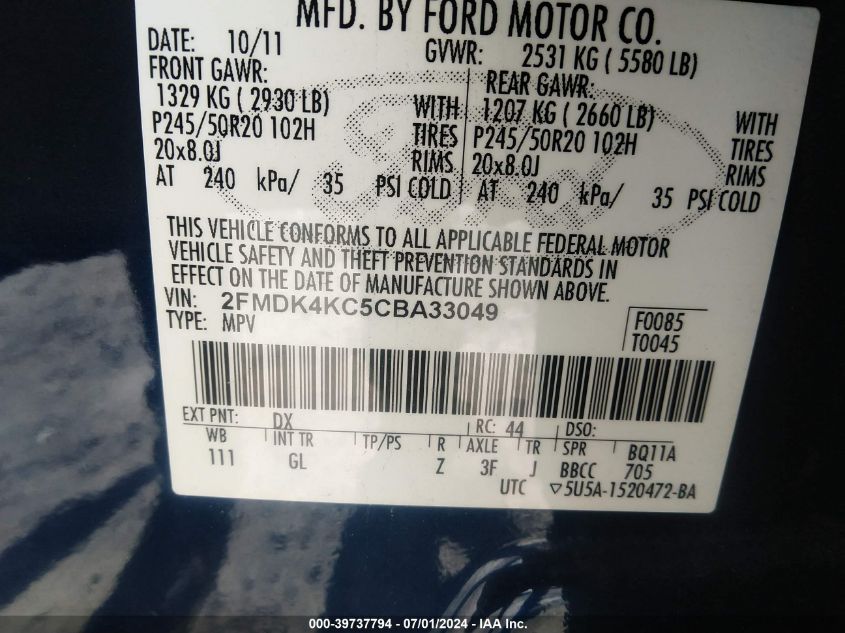 MFD. BY FORD MOTOR CO.
DATE: 10/11 GVWR: 2531 KG ( 5580 LB)
FRONT GAWR: REAR GAWR:
1329 KG ( 2930 LB) WITH 1207 KG ( 2660 LB) WITH
P245/50R20 102H TIRES P245/50R20 102H TIRES
20x8.0J RIMS 20x8.0J RIMS
AT 240 kPa/ 35 PSI COLD AT 240 kPa/ 35 PSI COLD
Ford
THIS VEHICLE CONFORMS TO ALL APPLICABLE FEDERAL MOTOR
VEHICLE SAFETY AND THEFT PREVENTION STANDARDS IN
EFFECT ON THE DATE OF MANUFACTURE SHOWN ABOVE.
VIN: 2FMDK4KC5CBA33049
TYPE: MPV
F0085
T0045
EXT PNT: DX RC: 44 DSO:
WB INT TR TP/PS R AXLE TR SPR BQ11A
111 GL Z 3F J BBCC 705
UTC ▽5U5A-1520472-BA
000-39737794 - 07/01/2024 - IAA Inc.